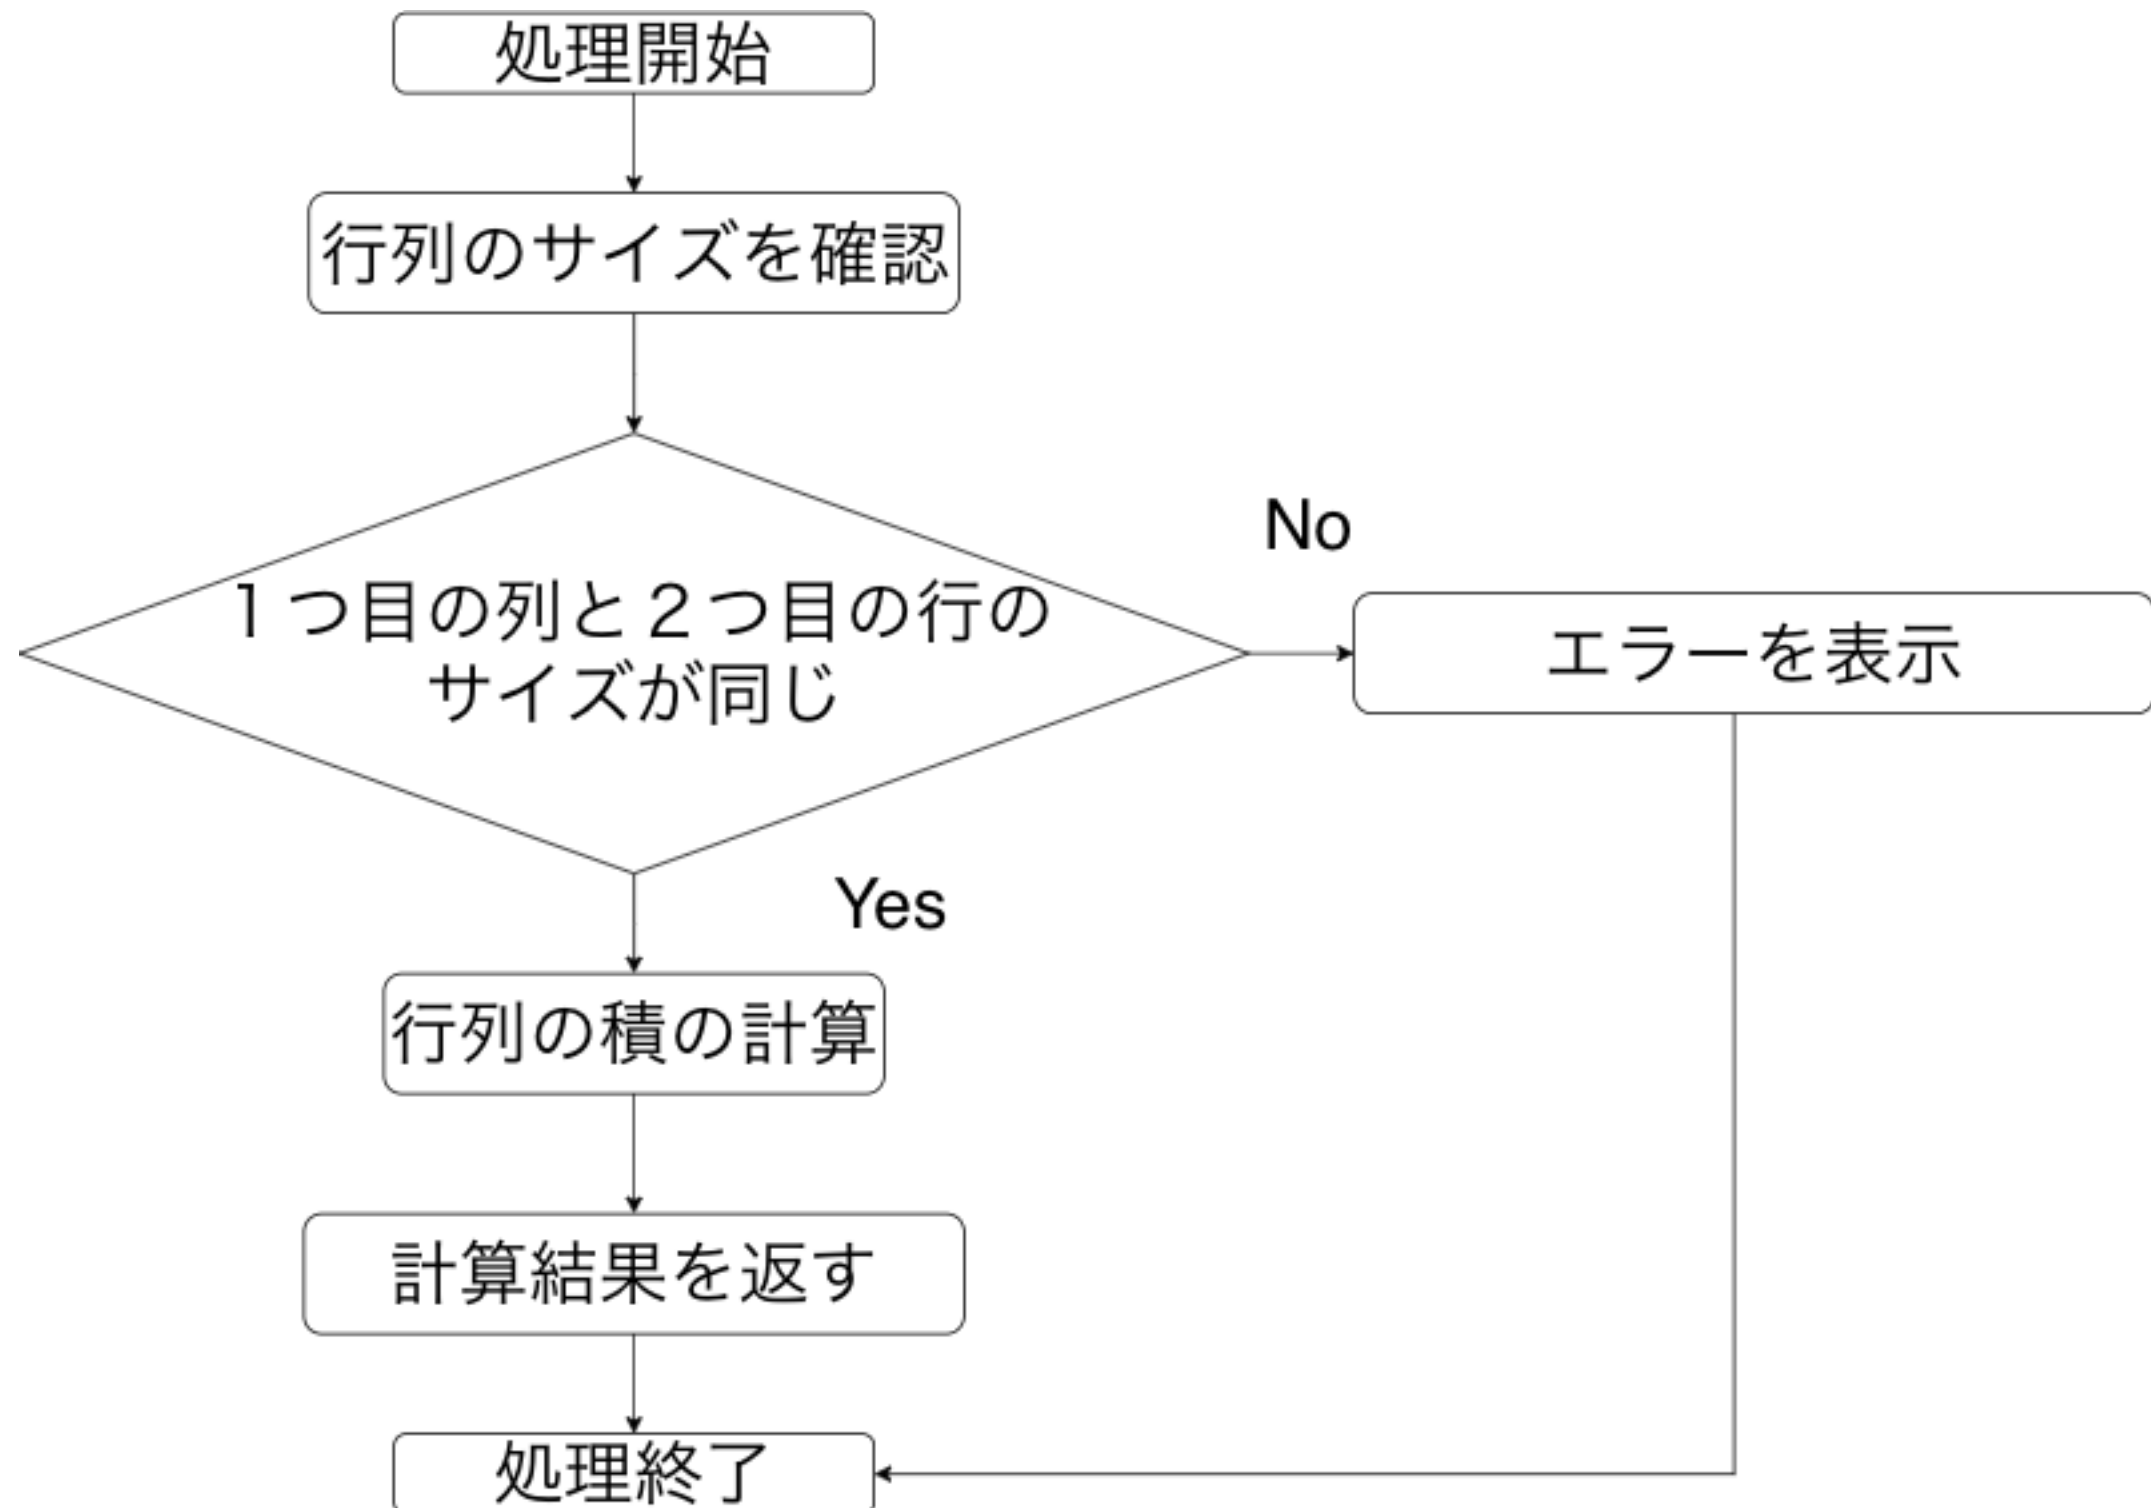 処理開始
行列のサイズを確認
１つ目の列と２つ目の行の
サイズが同じ
No
エラーを表示
Yes
行列の積の計算
計算結果を返す
処理終了